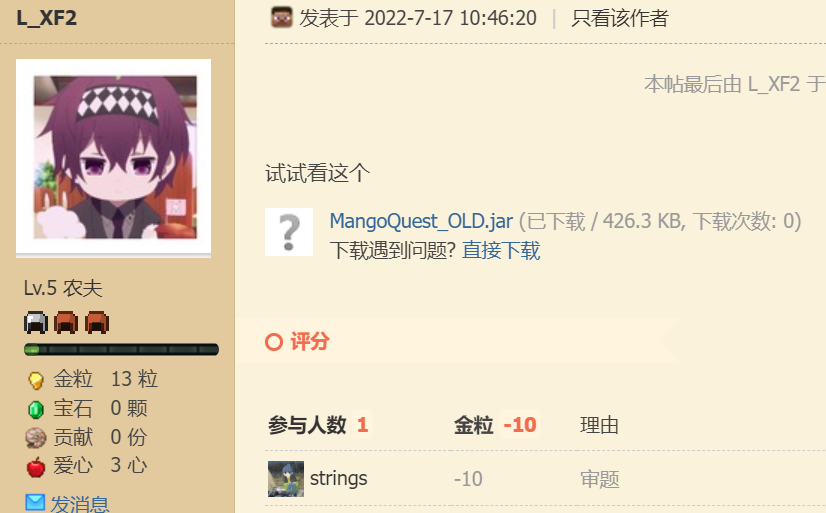 L_XF2
发表于 2022-7-17 10:46:20 | 只看该作者
本帖最后由 L_XF2 于
试试看这个
MangoQuest_OLD.jar (已下载 / 426.3 KB, 下载次数: 0)
下载遇到问题? 直接下载
Lv.5 农夫
评分
金粒 13 粒
宝石 0 颗
贡献 0 份
爱心 3 心
发消息
参与人数 1 金粒 -10 理由
strings -10 审题